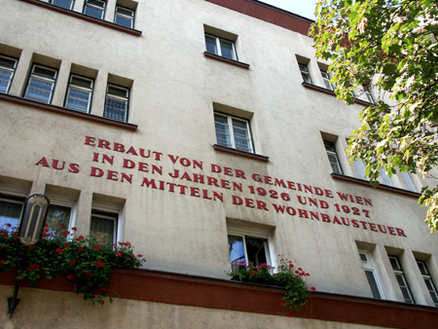 ERBAUT VON DER GEMEINDE WIEN
IN DEN JAHREN 1926 UND 1927
AUS DEN MITTELN DER WOHNBAUSTEUER